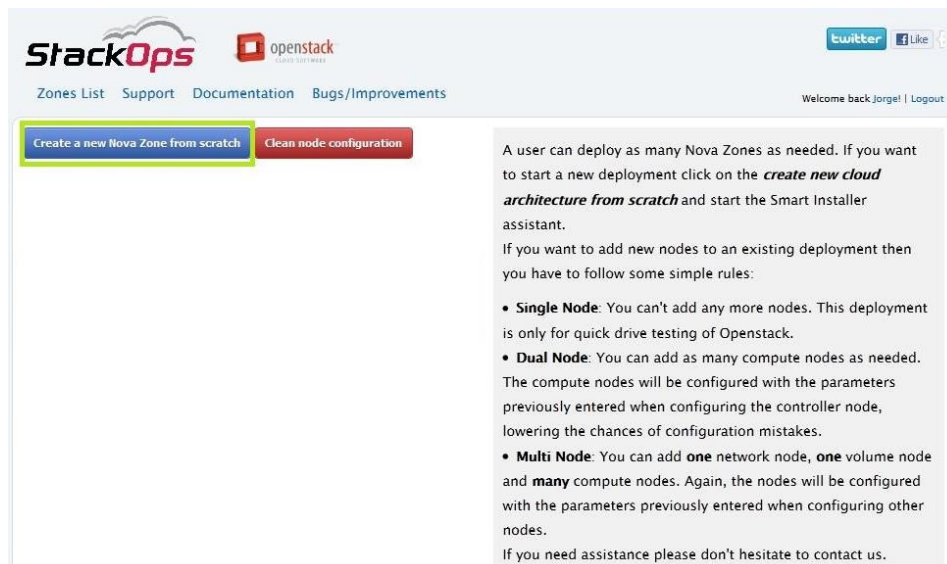 StackOps
openstack
CLOUD SOFTWARE
twitter
Like
Zones List Support Documentation Bugs/Improvements
Welcome back Jorge! | Logout
Create a new Nova Zone from scratch
Clean node configuration
A user can deploy as many Nova Zones as needed. If you want
to start a new deployment click on the create new cloud
architecture from scratch and start the Smart Installer
assistant.
If you want to add new nodes to an existing deployment then
you have to follow some simple rules:
• Single Node: You can't add any more nodes. This deployment
is only for quick drive testing of Openstack.
• Dual Node: You can add as many compute nodes as needed.
The compute nodes will be configured with the parameters
previously entered when configuring the controller node,
lowering the chances of configuration mistakes.
• Multi Node: You can add one network node, one volume node
and many compute nodes. Again, the nodes will be configured
with the parameters previously entered when configuring other
nodes.
If you need assistance please don't hesitate to contact us.